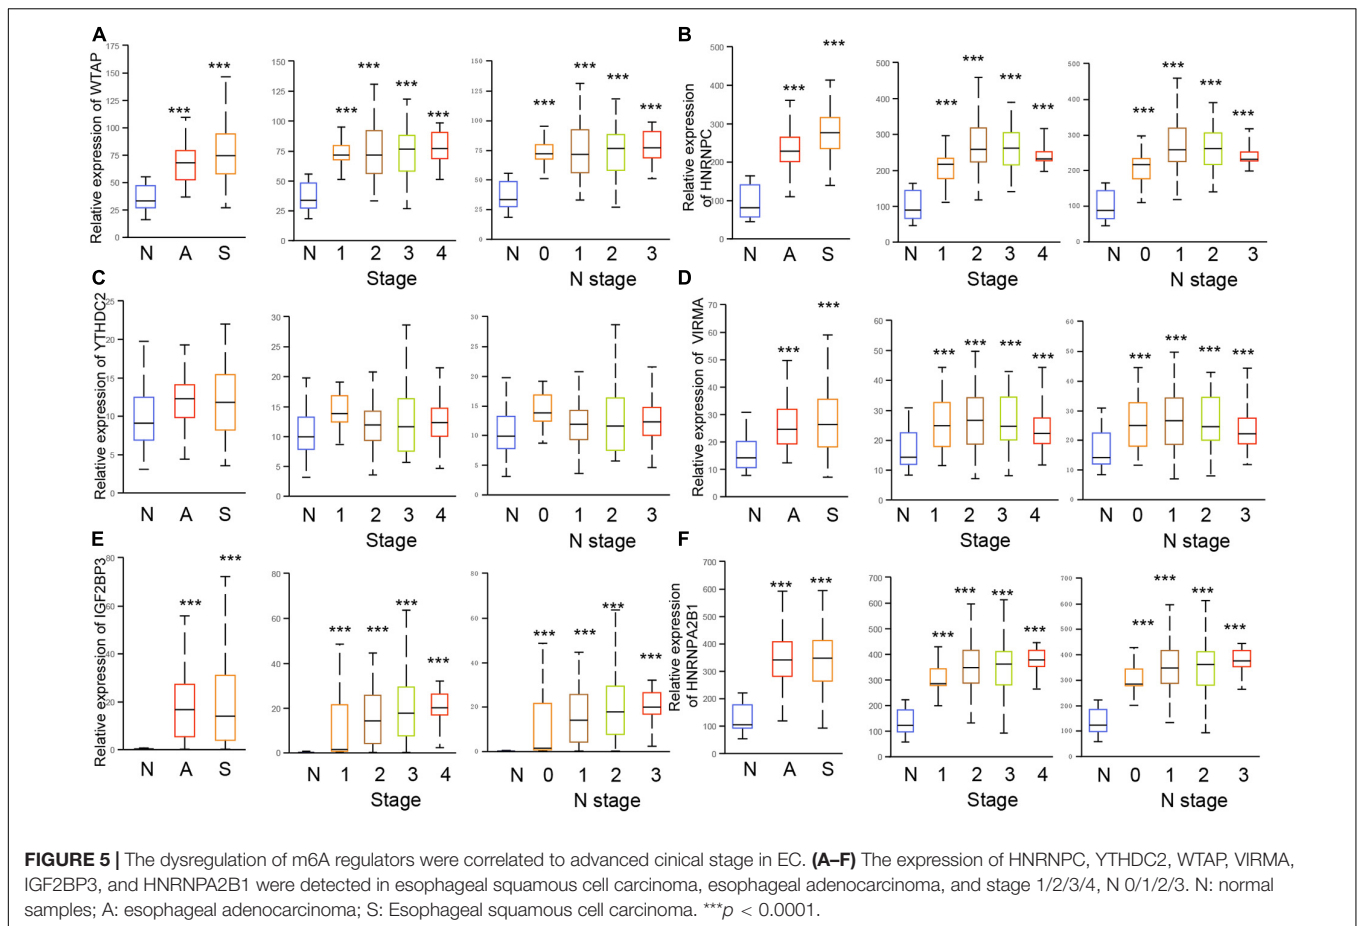 A
Relative expression of WTAP
175
150
125
100
75
50
25
0
*** ***
N A S
150
125
100
75
50
25
0
*** *** *** ***
N 1 2 3 4
Stage
150
125
100
75
50
25
0
*** *** *** ***
N 0 1 2 3
N stage
B
Relative expression
of HNRNPC
500
400
300
200
100
0
*** ***
N A S
500
400
300
200
100
0
*** *** *** ***
N 1 2 3 4
Stage
500
400
300
200
100
0
*** *** *** ***
N 0 1 2 3
N stage
C
Relative expression of YTHDC2
25
20
15
10
5
0
N A S
30
25
20
15
10
5
0
N 1 2 3 4
Stage
30
25
20
15
10
5
0
N 0 1 2 3
N stage
D
Relative expression of VIRMA
70
60
50
40
30
20
10
0
*** ***
N A S
60
50
40
30
20
10
0
*** *** *** ***
N 1 2 3 4
Stage
60
50
40
30
20
10
0
*** *** *** ***
N 0 1 2 3
N stage
E
Relative expression of IGF2BP3
80
60
40
20
0
*** ***
N A S
80
60
40
20
0
*** *** *** ***
N 1 2 3 4
Stage
80
60
40
20
0
*** *** *** ***
N 0 1 2 3
N stage
F
Relative expression
of HNRNPA2B1
700
600
500
400
300
200
100
0
*** ***
N A S
700
600
500
400
300
200
100
0
*** *** *** ***
N 1 2 3 4
Stage
700
600
500
400
300
200
100
0
*** *** *** ***
N 0 1 2 3
N stage
FIGURE 5 | The dysregulation of m6A regulators were correlated to advanced cinical stage in EC. (A–F) The expression of HNRNPC, YTHDC2, WTAP, VIRMA,
IGF2BP3, and HNRNPA2B1 were detected in esophageal squamous cell carcinoma, esophageal adenocarcinoma, and stage 1/2/3/4, N 0/1/2/3. N: normal
samples; A: esophageal adenocarcinoma; S: Esophageal squamous cell carcinoma. ***p < 0.0001.